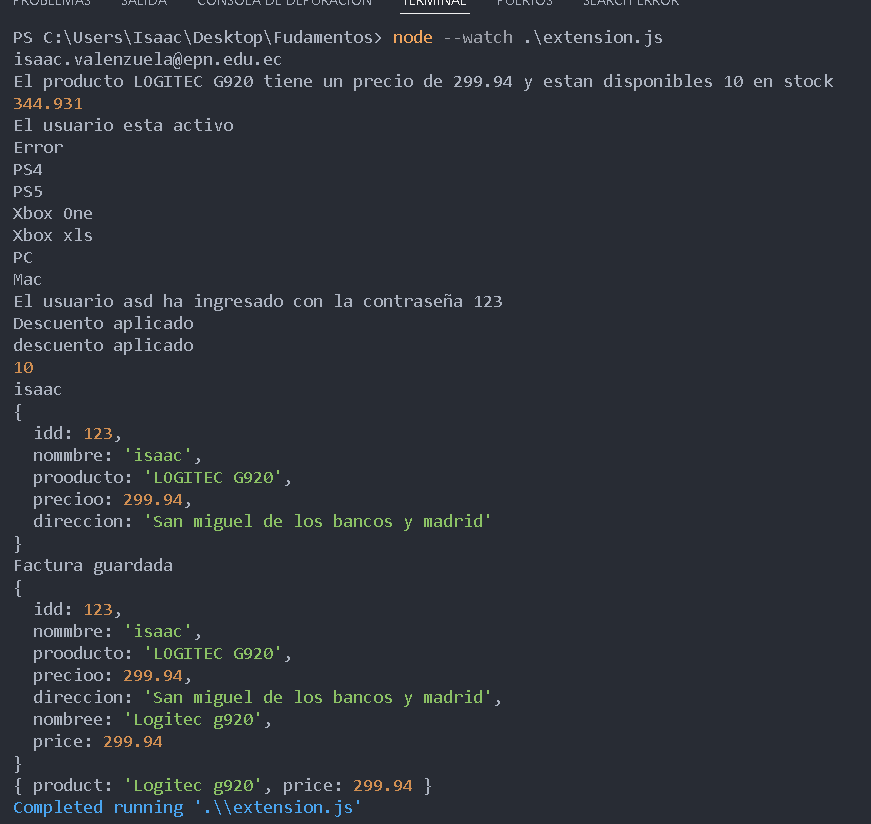 PROBLEMAS SALIDA CONSOLA DE DEPURACIÓN TERMINAL PUERTOS SEARCH ERROR
PS C:\Users\Isaac\Desktop\Fudamentos> node --watch .\extension.js
isaac.valenzuela@epn.edu.ec
El producto LOGITEC G920 tiene un precio de 299.94 y estan disponibles 10 en stock
344.931
El usuario esta activo
Error
PS4
PS5
Xbox One
Xbox xls
PC
Mac
El usuario asd ha ingresado con la contraseña 123
Descuento aplicado
descuento aplicado
10
isaac
{
  idd: 123,
  nommbre: 'isaac',
  prooducto: 'LOGITEC G920',
  precioo: 299.94,
  direccion: 'San miguel de los bancos y madrid'
}
Factura guardada
{
  idd: 123,
  nommbre: 'isaac',
  prooducto: 'LOGITEC G920',
  precioo: 299.94,
  direccion: 'San miguel de los bancos y madrid',
  nombree: 'Logitec g920',
  price: 299.94
}
{ product: 'Logitec g920', price: 299.94 }
Completed running '.\\extension.js'